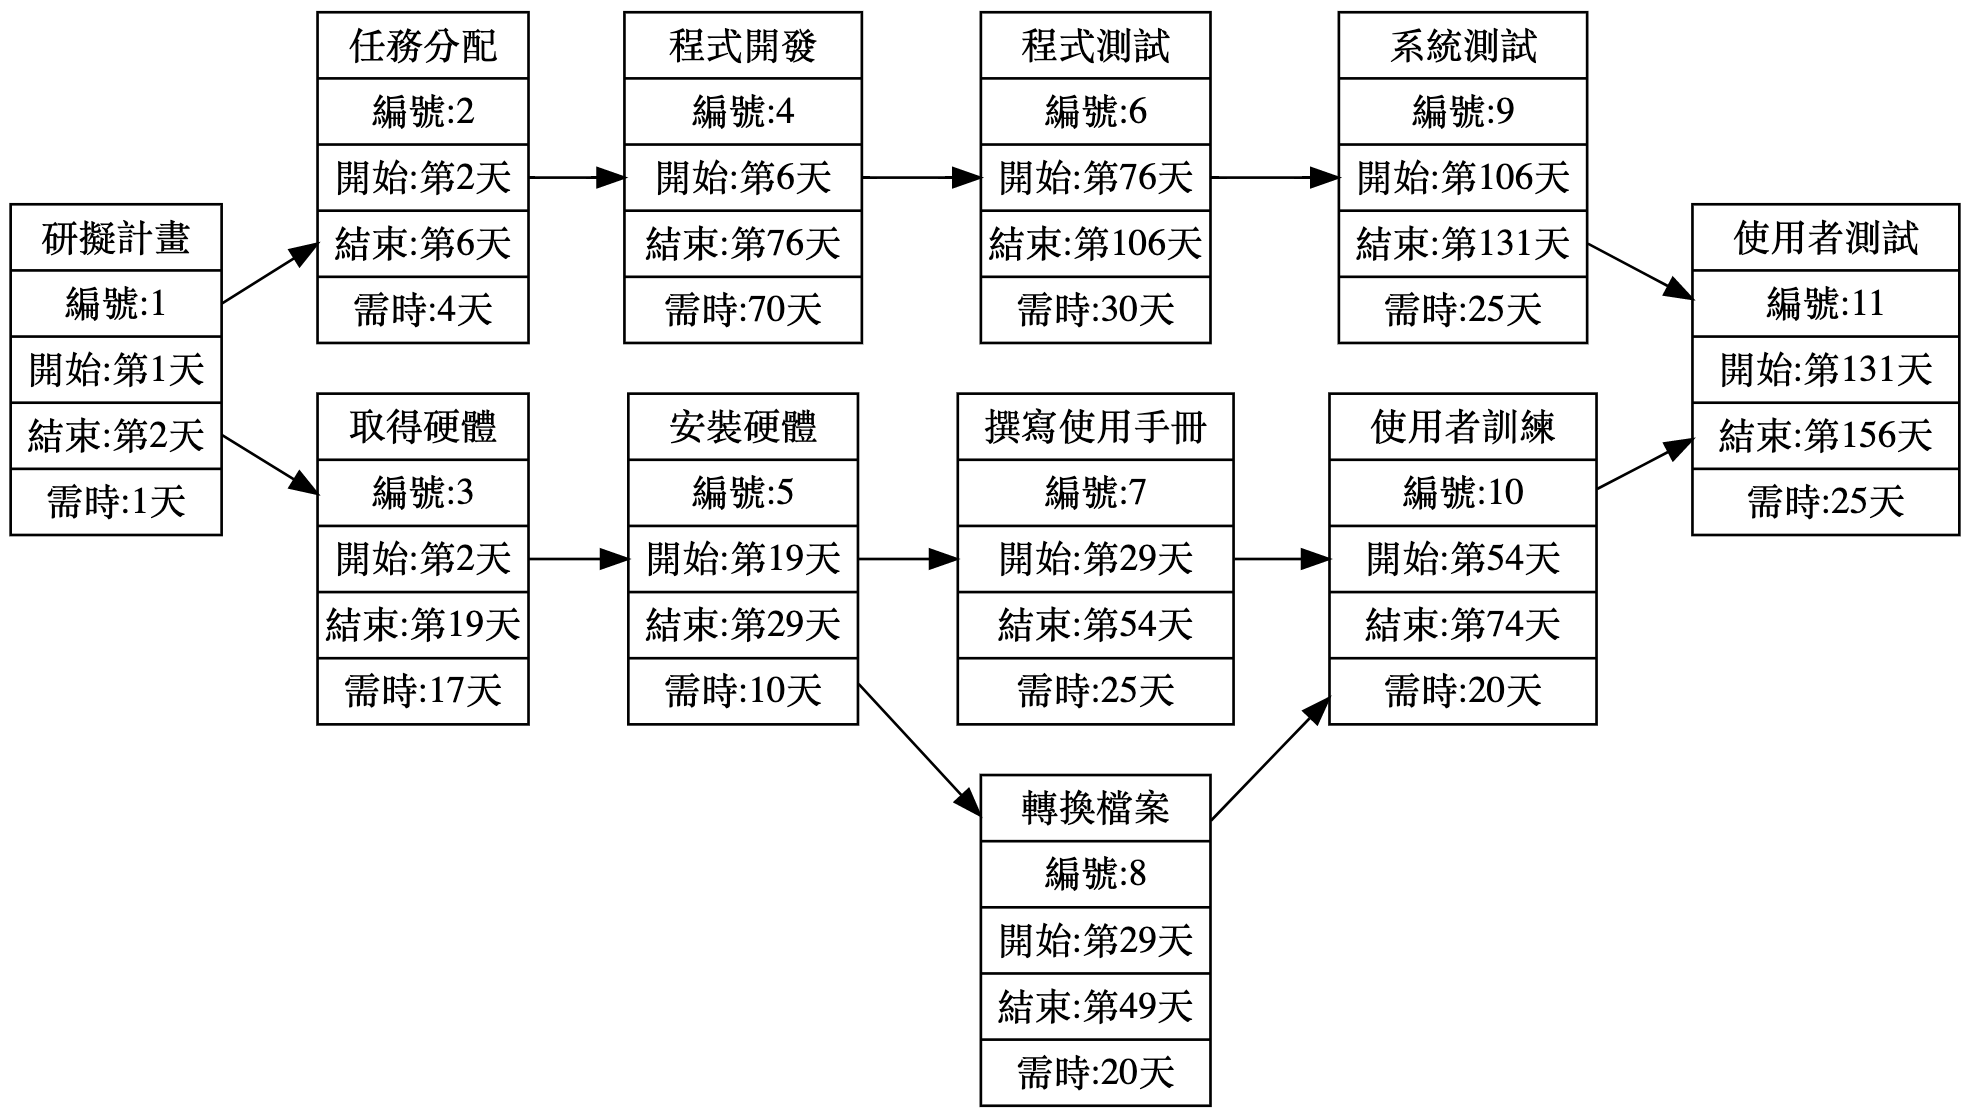 研擬計畫
編號:1
開始:第1天
結束:第2天
需時:1天
任務分配
編號:2
開始:第2天
結束:第6天
需時:4天
程式開發
編號:4
開始:第6天
結束:第76天
需時:70天
程式測試
編號:6
開始:第76天
結束:第106天
需時:30天
系統測試
編號:9
開始:第106天
結束:第131天
需時:25天
取得硬體
編號:3
開始:第2天
結束:第19天
需時:17天
安裝硬體
編號:5
開始:第19天
結束:第29天
需時:10天
撰寫使用手冊
編號:7
開始:第29天
結束:第54天
需時:25天
使用者訓練
編號:10
開始:第54天
結束:第74天
需時:20天
轉換檔案
編號:8
開始:第29天
結束:第49天
需時:20天
使用者測試
編號:11
開始:第131天
結束:第156天
需時:25天